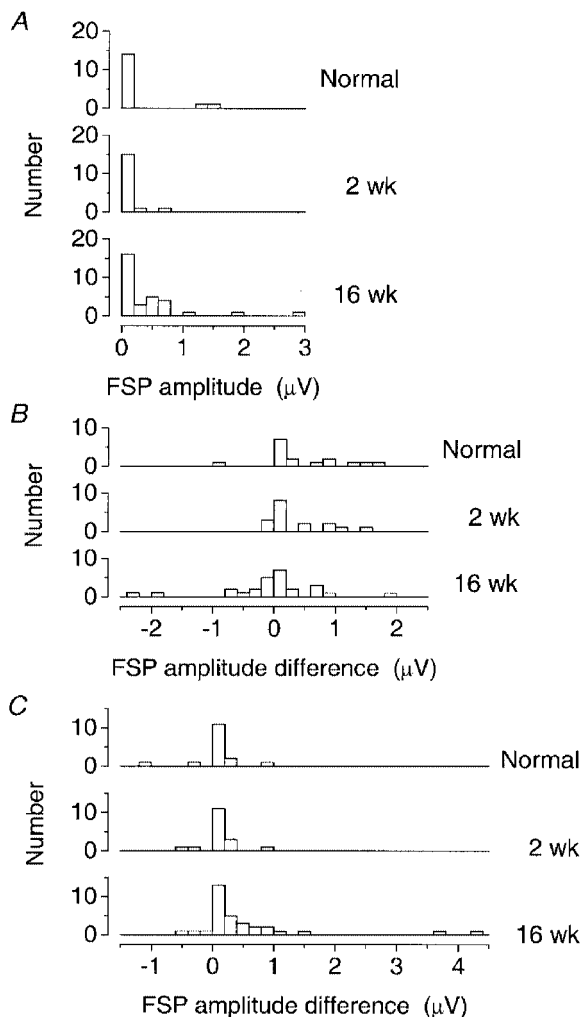 A
20
10
0
Normal
20
10
0
2 wk
20
10
0
16 wk
Number
0 1 2 3
FSP amplitude (μV)
B
10
0
Normal
10
0
2 wk
10
0
16 wk
Number
-2 -1 0 1 2
FSP amplitude difference (μV)
C
10
0
Normal
10
0
2 wk
10
0
16 wk
Number
-1 0 1 2 3 4
FSP amplitude difference (μV)